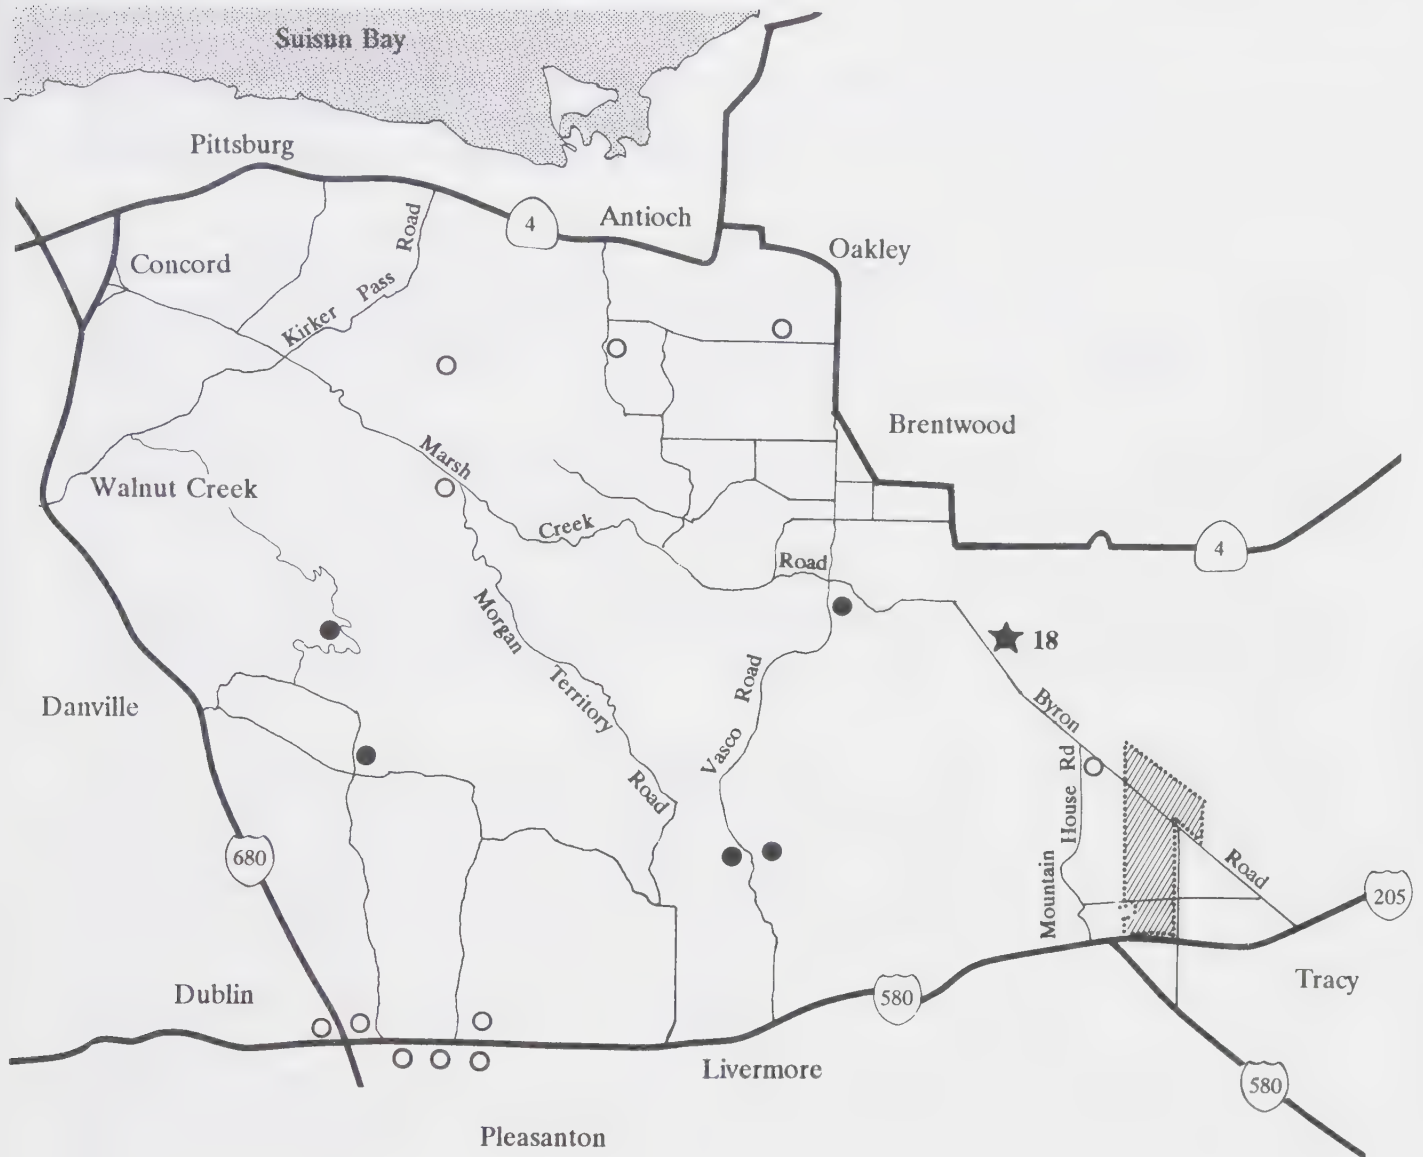 Suisun Bay
Pittsburg
4
Antioch
Oakley
Concord
Kirker Pass Road
Brentwood
Walnut Creek
Marsh Creek Road
4
Morgan Territory Road
Vasco Road
18
Danville
Byron Road
Mountain House Rd
680
205
Dublin
580
Tracy
Livermore
580
Pleasanton